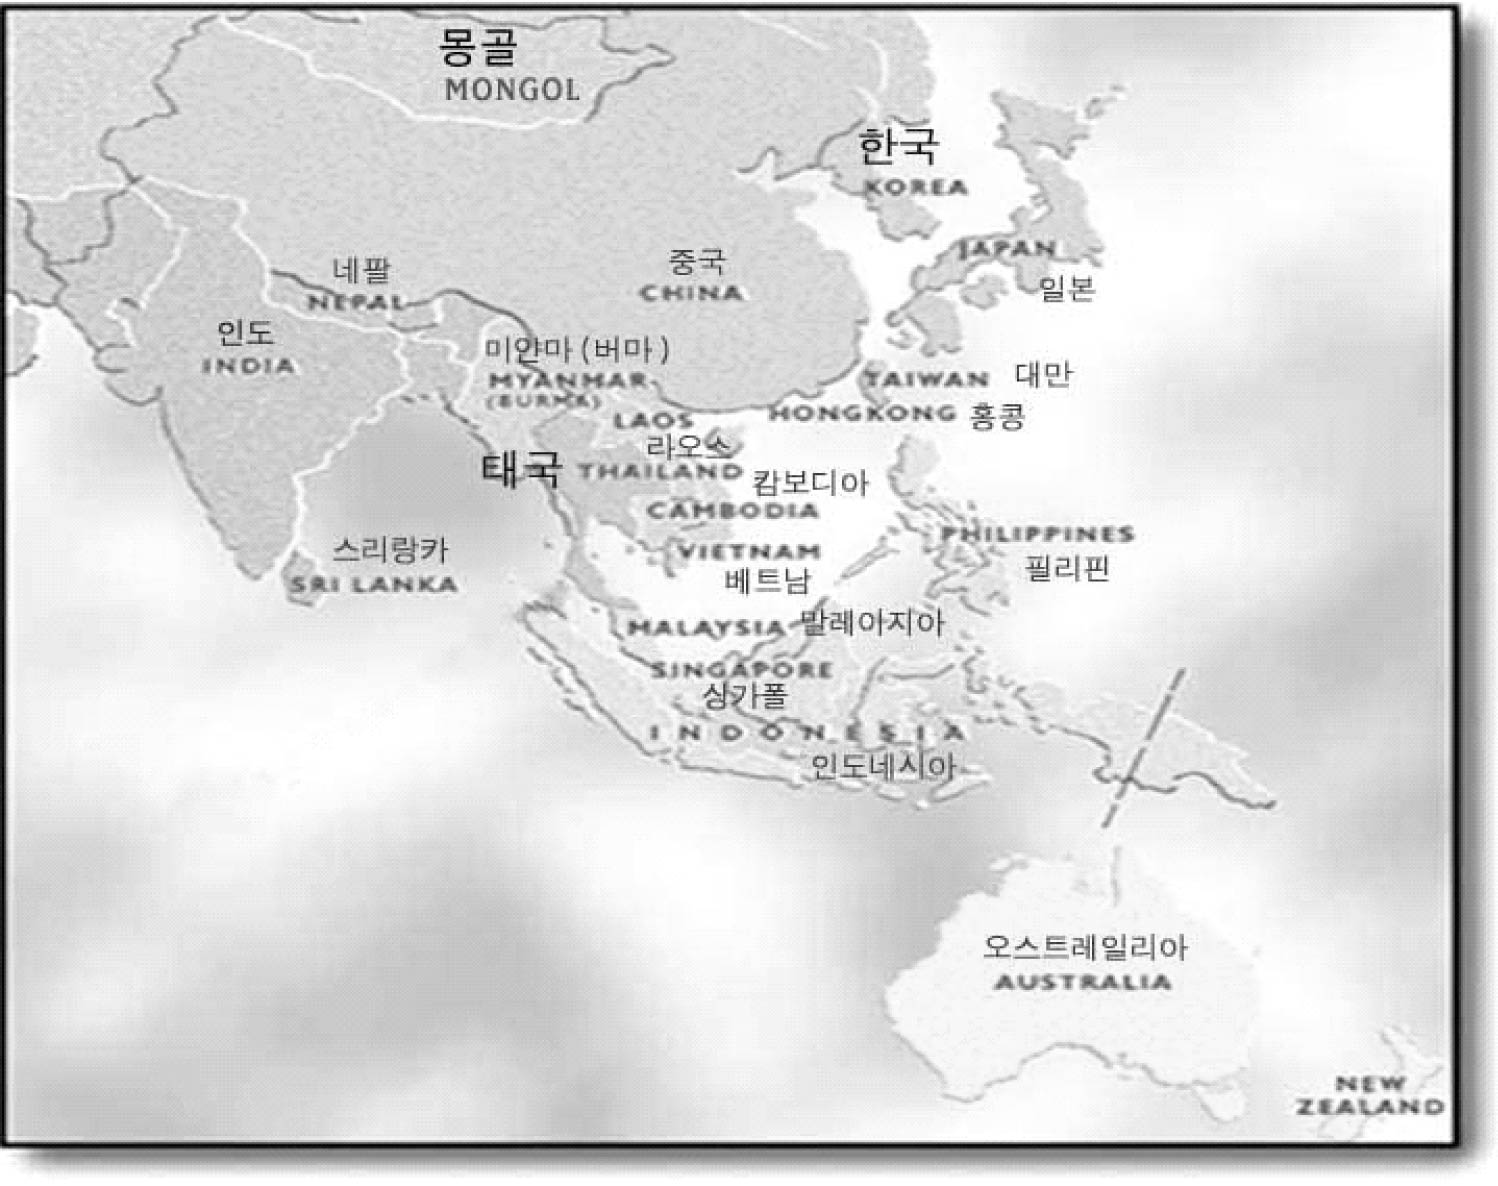 몽골
MONGOL
한국
KOREA
JAPAN
일본
중국
CHINA
네팔
NEPAL
인도
INDIA
미얀마 (버마 )
MYANMAR
(BURMA)
TAIWAN 대만
HONGKONG 홍콩
LAOS
라오스
태국 THAILAND
캄보디아
CAMBODIA
PHILIPPINES
필리핀
VIETNAM
베트남
스리랑카
SRI LANKA
MALAYSIA 말레아지아
SINGAPORE
싱가폴
INDONESIA
인도네시아
오스트레일리아
AUSTRALIA
NEW
ZEALAND